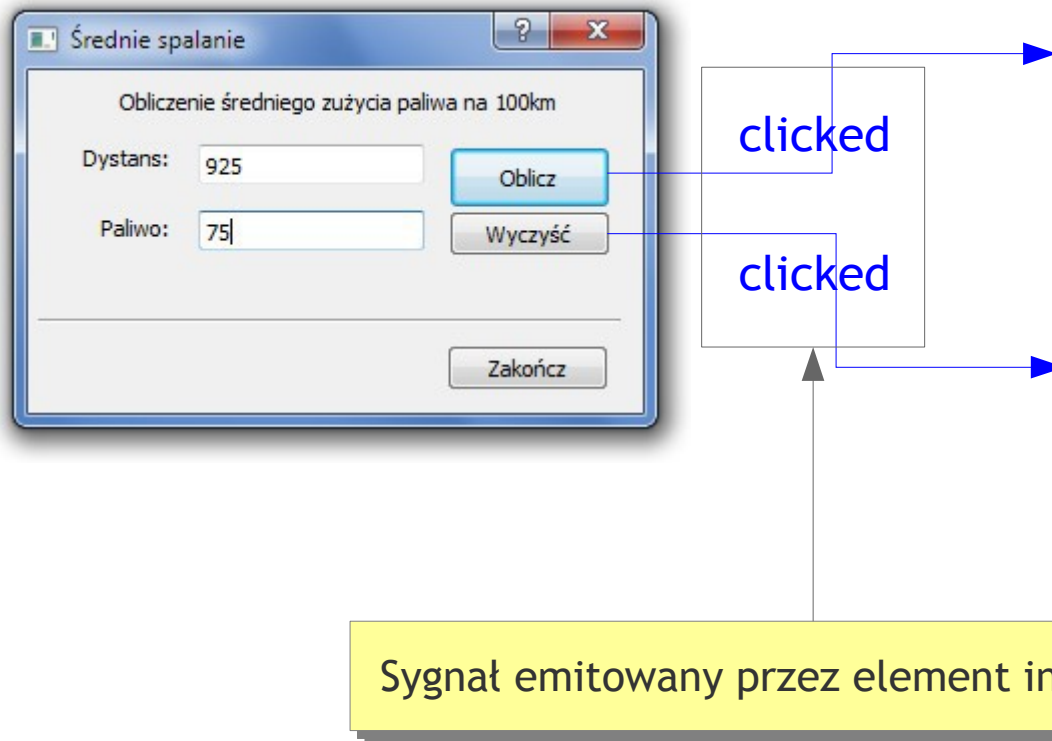 Średnie spalanie
Obliczenie średniego zużycia paliwa na 100km
Dystans: 925 Oblicz
Paliwo: 75 Wyczyść
Zakończ
clicked
clicked
Sygnał emitowany przez element